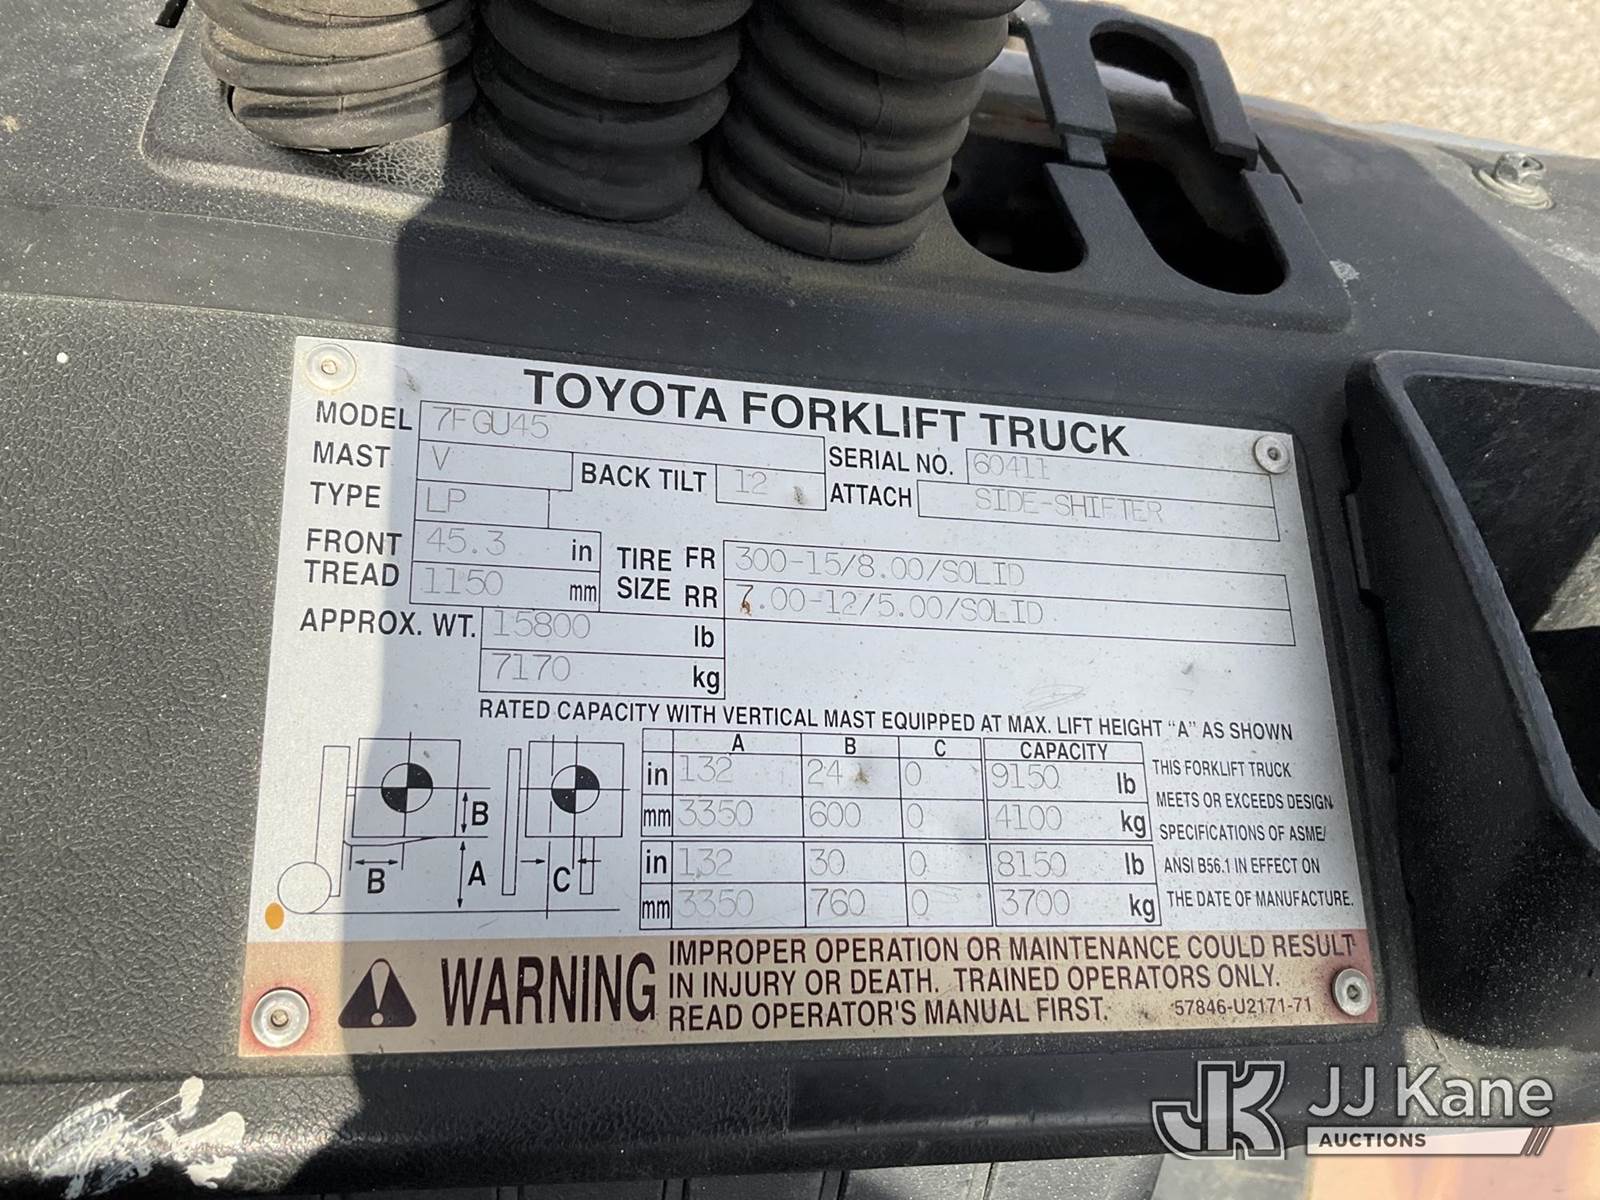 TOYOTA FORKLIFT TRUCK
MODEL 7FGU45 SERIAL NO. 60411
MAST V BACK TILT 12 ATTACH SIDE-SHIFTER
TYPE LP
FRONT TREAD 45.3 in TIRE SIZE FR 300-15/8.00/SOLID
1150 mm RR 7.00-12/5.00/SOLID
APPROX. WT. 15800 lb
7170 kg
RATED CAPACITY WITH VERTICAL MAST EQUIPPED AT MAX. LIFT HEIGHT "A" AS SHOWN
A B C CAPACITY
in 132 24 0 9150 lb
mm 3350 600 0 4100 kg
in 132 30 0 8150 lb
mm 3350 760 0 3700 kg
B
B A C
THIS FORKLIFT TRUCK
MEETS OR EXCEEDS DESIGN
SPECIFICATIONS OF ASME/
ANSI B56.1 IN EFFECT ON
THE DATE OF MANUFACTURE.
WARNING
IMPROPER OPERATION OR MAINTENANCE COULD RESULT
IN INJURY OR DEATH. TRAINED OPERATORS ONLY.
READ OPERATOR'S MANUAL FIRST. 57846-U2171-71
JK JJ Kane
AUCTIONS